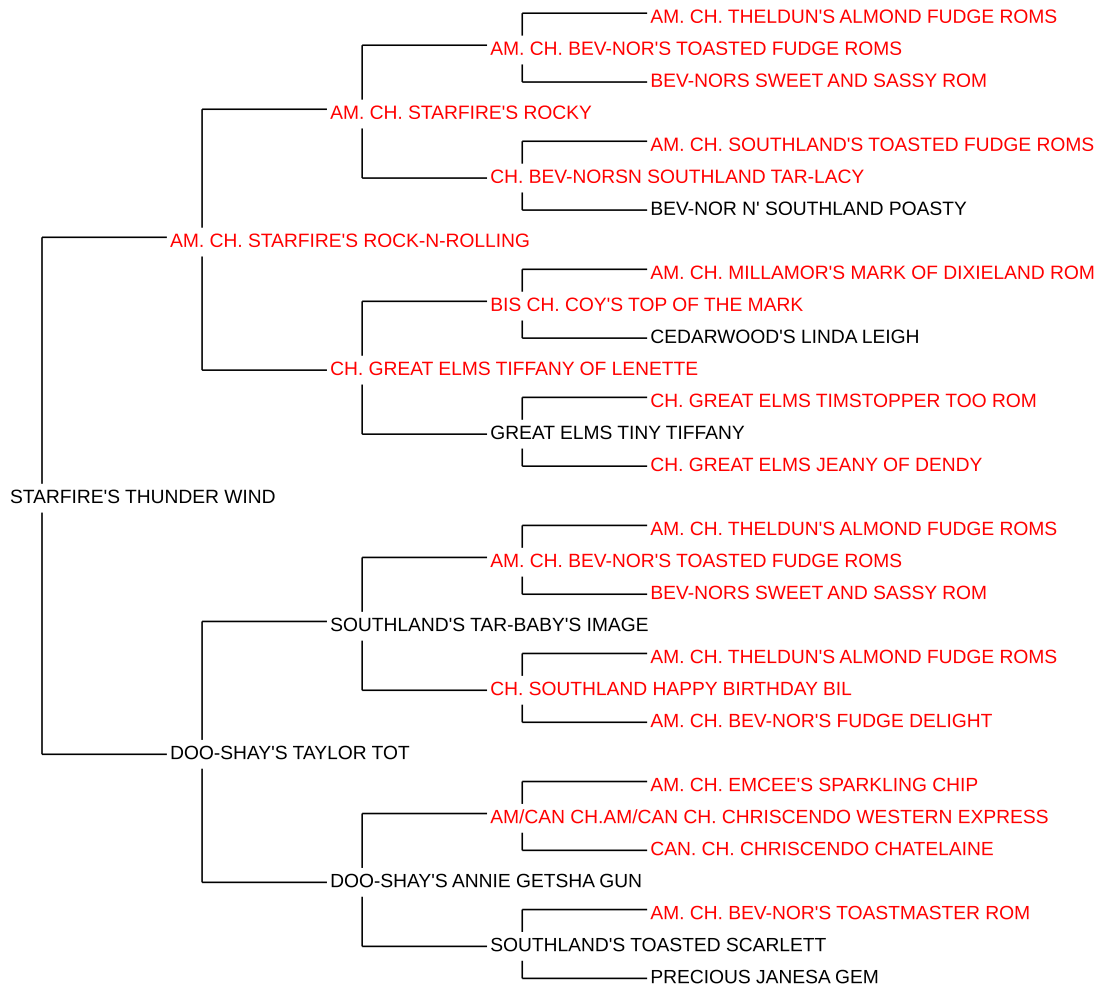 AM. CH. THELDUN'S ALMOND FUDGE ROMS
AM. CH. BEV-NOR'S TOASTED FUDGE ROMS
BEV-NORS SWEET AND SASSY ROM
AM. CH. STARFIRE'S ROCKY
AM. CH. SOUTHLAND'S TOASTED FUDGE ROMS
CH. BEV-NORSN SOUTHLAND TAR-LACY
BEV-NOR N' SOUTHLAND POASTY
AM. CH. STARFIRE'S ROCK-N-ROLLING
AM. CH. MILLAMOR'S MARK OF DIXIELAND ROM
BIS CH. COY'S TOP OF THE MARK
CEDARWOOD'S LINDA LEIGH
CH. GREAT ELMS TIFFANY OF LENETTE
CH. GREAT ELMS TIMSTOPPER TOO ROM
GREAT ELMS TINY TIFFANY
CH. GREAT ELMS JEANY OF DENDY
STARFIRE'S THUNDER WIND
AM. CH. THELDUN'S ALMOND FUDGE ROMS
AM. CH. BEV-NOR'S TOASTED FUDGE ROMS
BEV-NORS SWEET AND SASSY ROM
SOUTHLAND'S TAR-BABY'S IMAGE
AM. CH. THELDUN'S ALMOND FUDGE ROMS
CH. SOUTHLAND HAPPY BIRTHDAY BIL
AM. CH. BEV-NOR'S FUDGE DELIGHT
DOO-SHAY'S TAYLOR TOT
AM. CH. EMCEE'S SPARKLING CHIP
AM/CAN CH.AM/CAN CH. CHRISCENDO WESTERN EXPRESS
CAN. CH. CHRISCENDO CHATELAINE
DOO-SHAY'S ANNIE GETSHA GUN
AM. CH. BEV-NOR'S TOASTMASTER ROM
SOUTHLAND'S TOASTED SCARLETT
PRECIOUS JANESA GEM